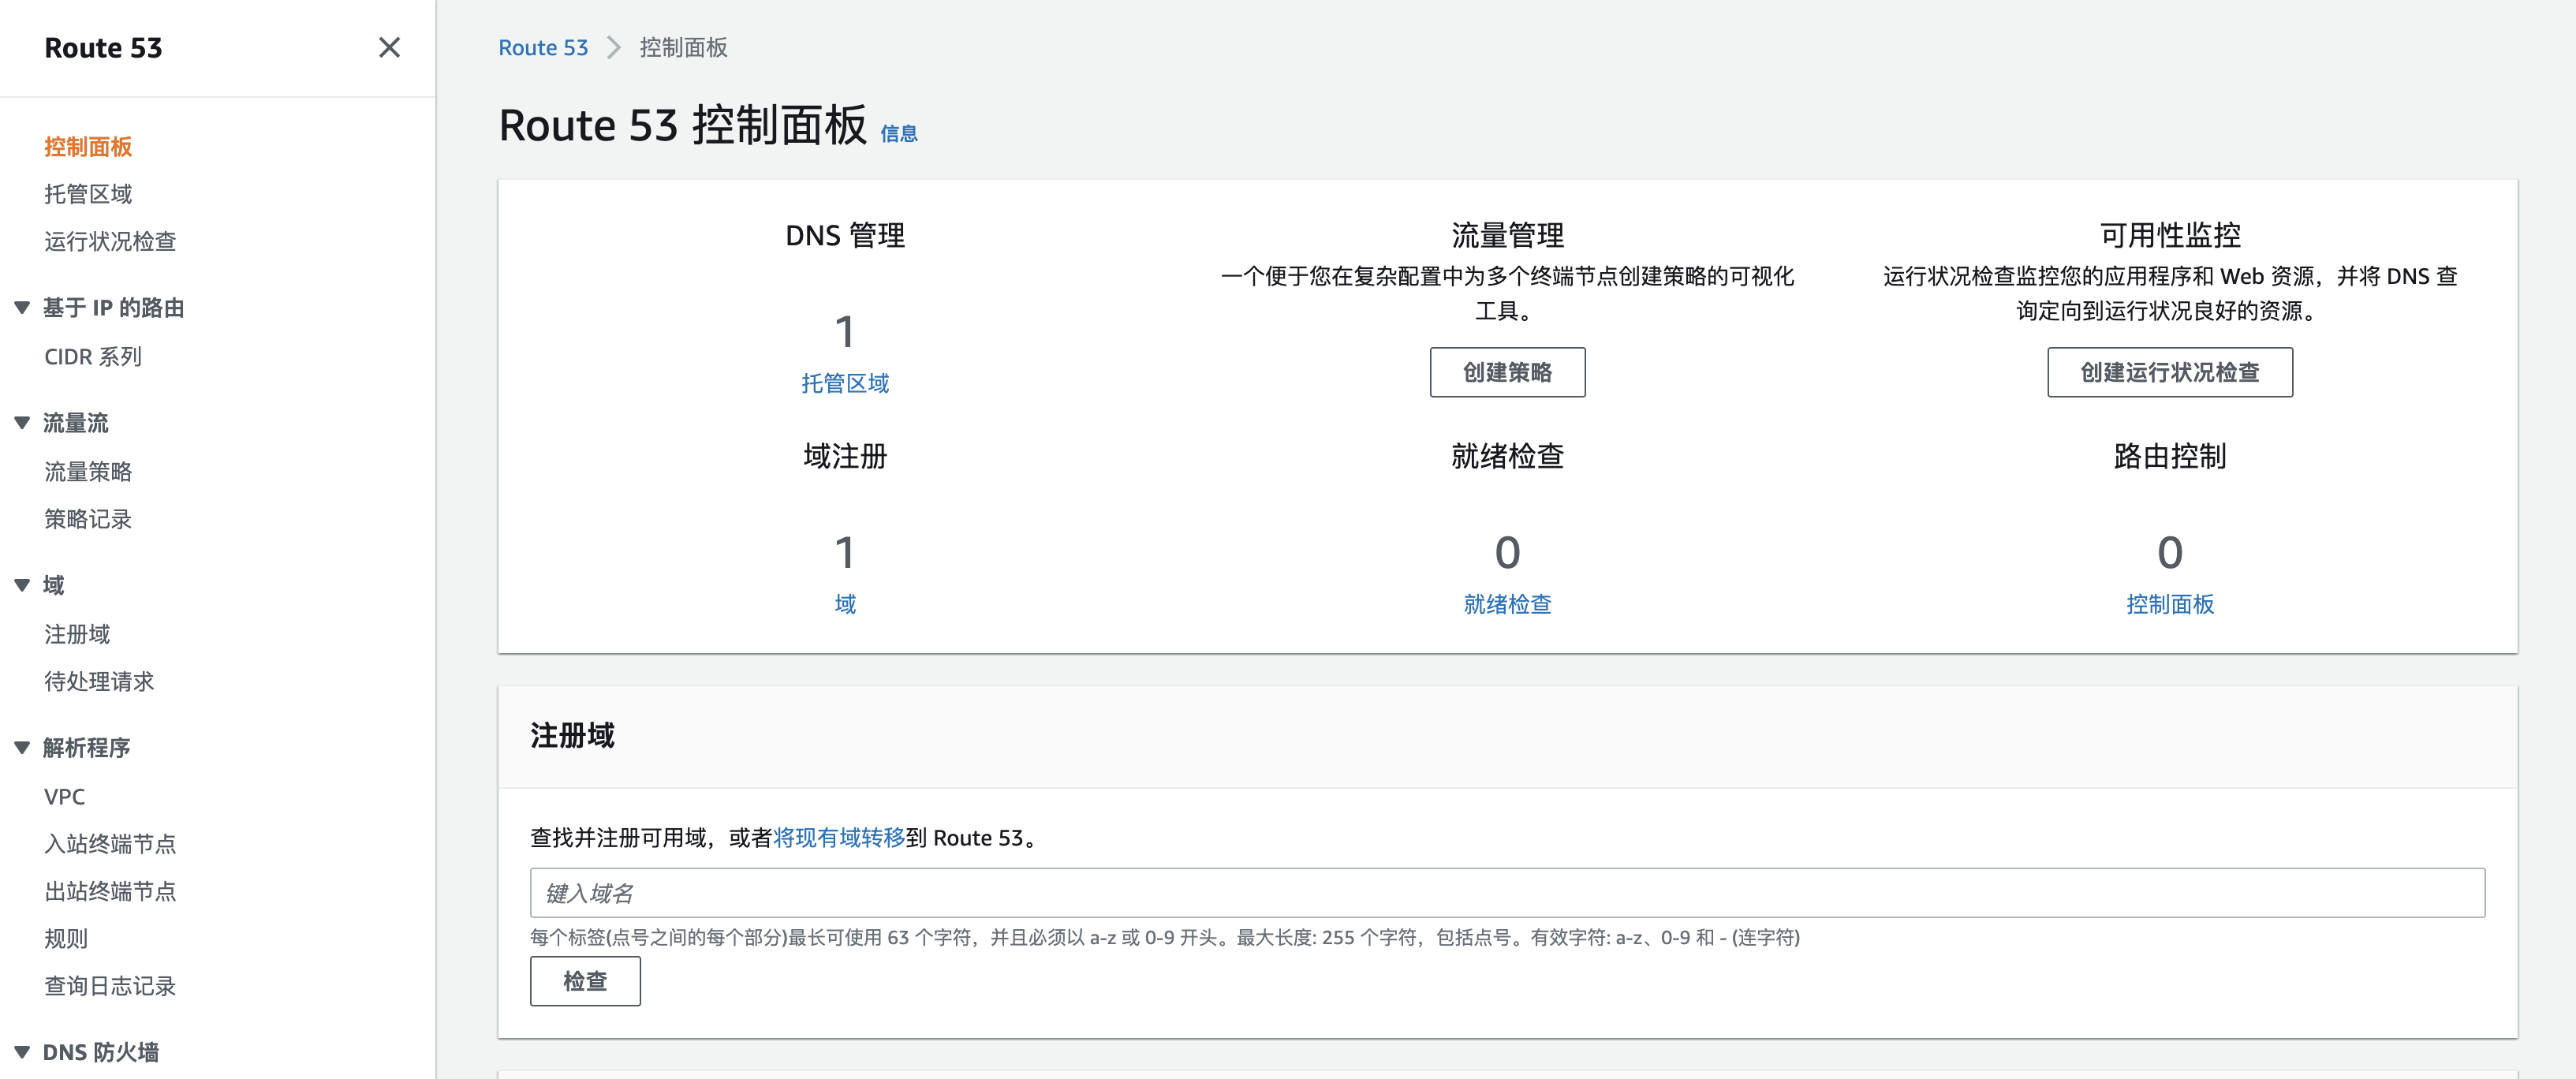 Route 53
控制面板
托管区域
运行状况检查
基于 IP 的路由
CIDR 系列
流量流
流量策略
策略记录
域
注册域
待处理请求
解析程序
VPC
入站终端节点
出站终端节点
规则
查询日志记录
DNS 防火墙
Route 53 控制面板
Route 53 控制面板 信息
DNS 管理
1
托管区域
流量管理
一个便于您在复杂配置中为多个终端节点创建策略的可视化
工具。
创建策略
可用性监控
运行状况检查监控您的应用程序和 Web 资源，并将 DNS 查
询定向到运行状况良好的资源。
创建运行状况检查
域注册
1
域
就绪检查
0
就绪检查
路由控制
0
控制面板
注册域
查找并注册可用域，或者将现有域转移到 Route 53。
键入域名
每个标签(点号之间的每个部分)最长可使用 63 个字符，并且必须以 a-z 或 0-9 开头。最大长度: 255 个字符，包括点号。有效字符: a-z、0-9 和 - (连字符)
检查